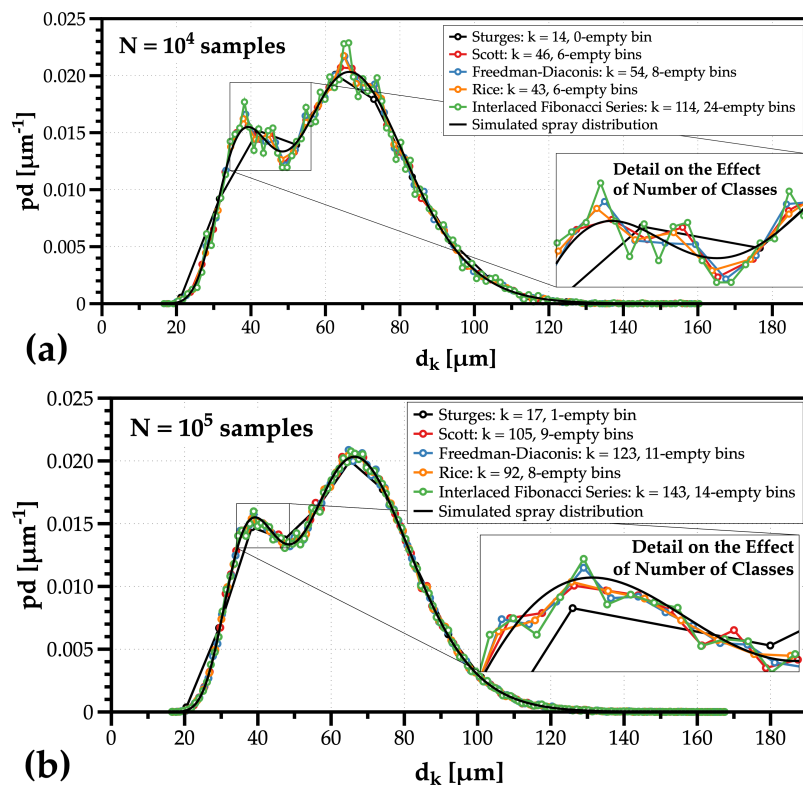 N = 10⁴ samples
Sturges: k = 14, 0-empty bin
Scott: k = 46, 6-empty bins
Freedman-Diaconis: k = 54, 8-empty bins
Rice: k = 43, 6-empty bins
Interlaced Fibonacci Series: k = 114, 24-empty bins
Simulated spray distribution
Detail on the Effect
of Number of Classes
pd [μm⁻¹]
0.025
0.020
0.015
0.010
0.005
0
0 20 40 60 80 100 120 140 160 180
dₖ [μm]
(a)
N = 10⁵ samples
Sturges: k = 17, 1-empty bin
Scott: k = 105, 9-empty bins
Freedman-Diaconis: k = 123, 11-empty bins
Rice: k = 92, 8-empty bins
Interlaced Fibonacci Series: k = 143, 14-empty bins
Simulated spray distribution
Detail on the Effect
of Number of Classes
pd [μm⁻¹]
0.025
0.020
0.015
0.010
0.005
0
0 20 40 60 80 100 120 140 160 180
dₖ [μm]
(b)